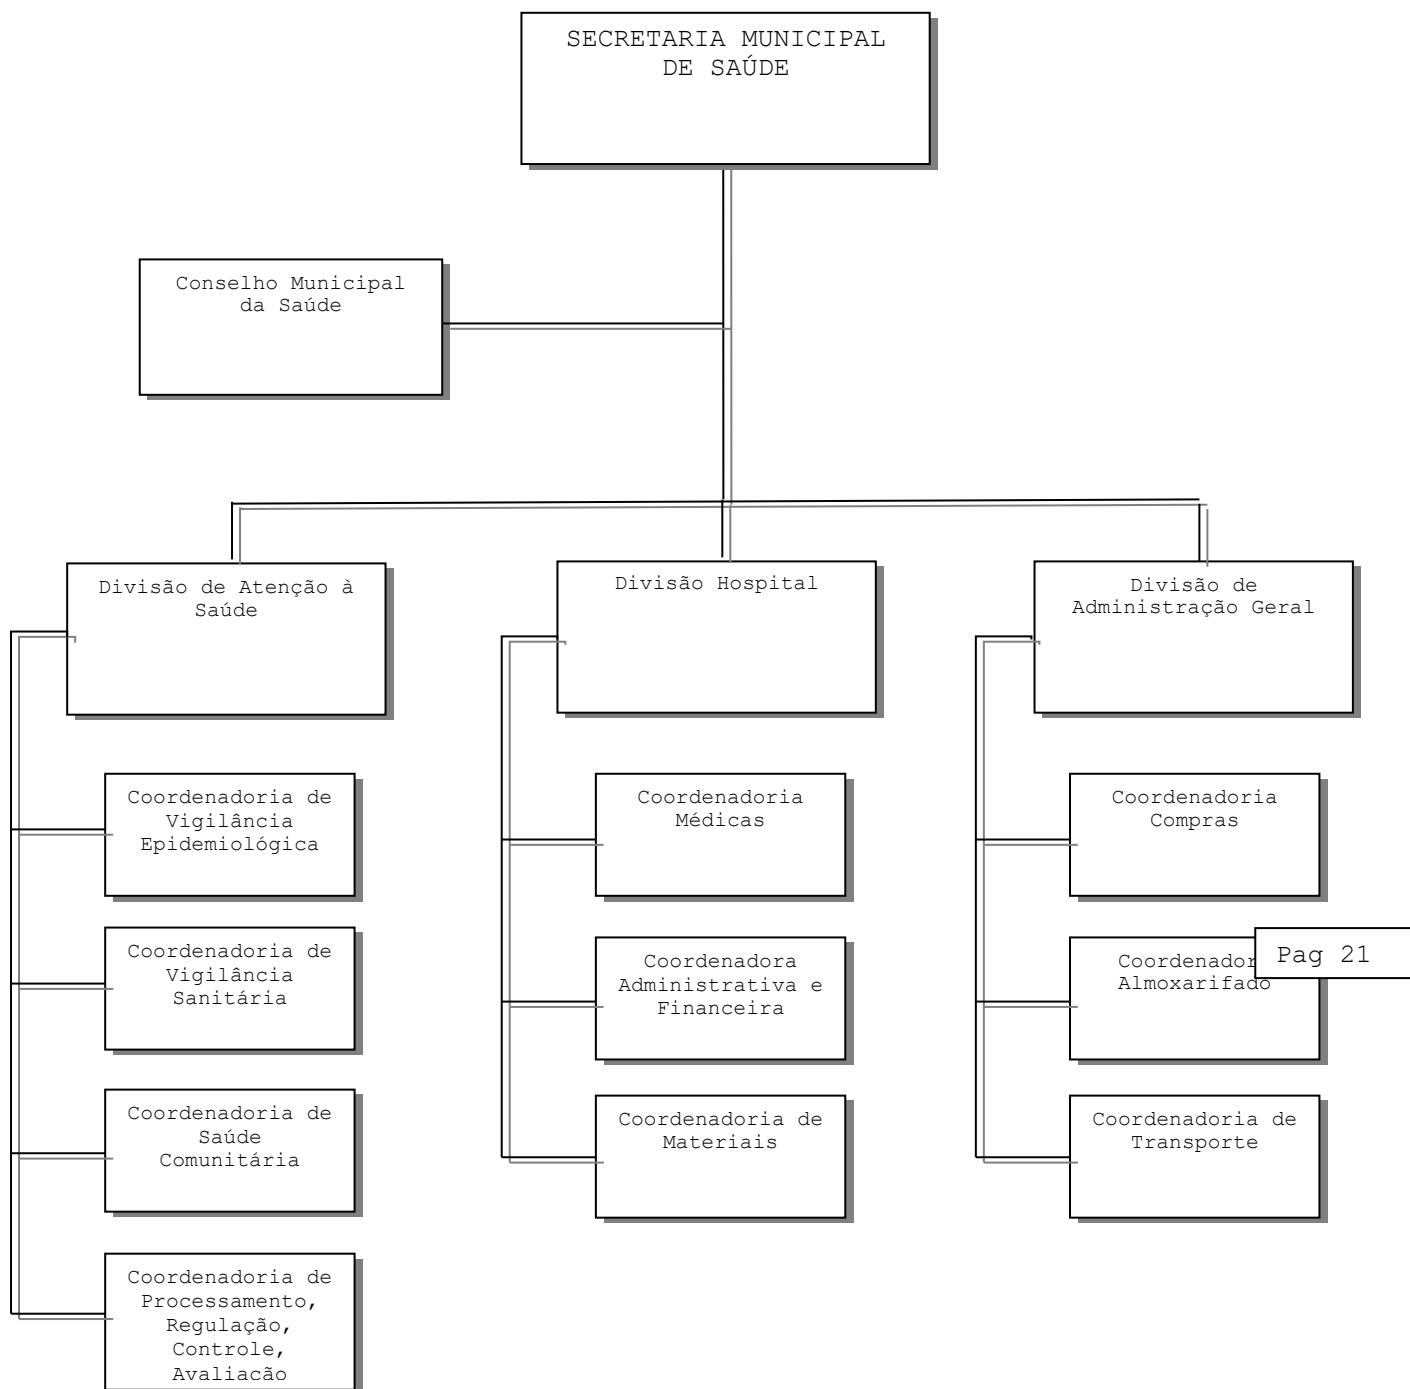 SECRETARIA MUNICIPAL
DE SAÚDE
Conselho Municipal
da Saúde
Divisão de Atenção à
Saúde
Divisão Hospital
Divisão de
Administração Geral
Coordenadoria de
Vigilância
Epidemiológica
Coordenadoria
Médicas
Coordenadoria
Compras
Coordenadoria de
Vigilância
Sanitária
Coordenadora
Administrativa e
Financeira
Almoxarifado
Pag 21
Coordenadoria de
Saúde
Comunitária
Coordenadoria de
Materiais
Coordenadoria de
Transporte
Coordenadoria de
Processamento,
Regulação,
Controle,
Avaliacão